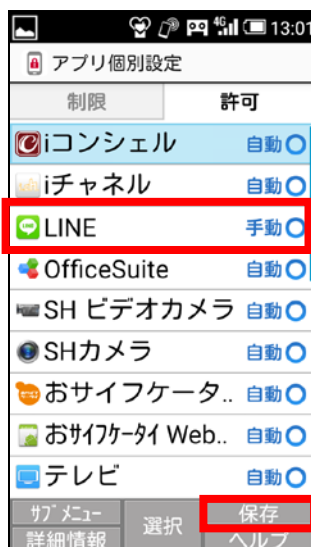 4G 13:01
アプリ個別設定
制限 許可
iコンシェル 自動
iチャネル 自動
LINE 手動
OfficeSuite 自動
SH ビデオカメラ 自動
SHカメラ 自動
おサイフケータ.. 自動
おサイフケータイ Web.. 自動
テレビ 自動
サブメニュー 選択 保存
詳細情報 ヘルプ